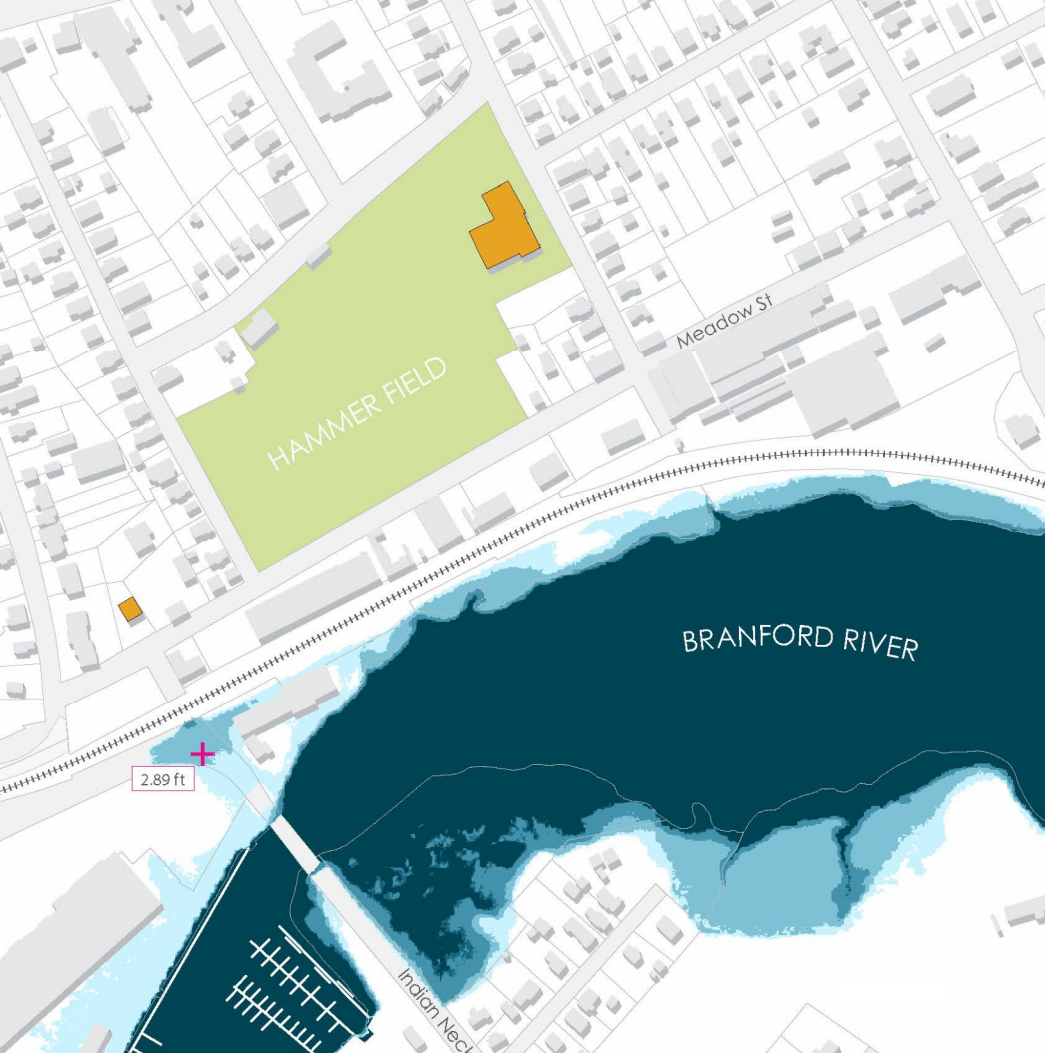 Meadow St
HAMMER FIELD
BRANFORD RIVER
2.89 ft
Indian Neck